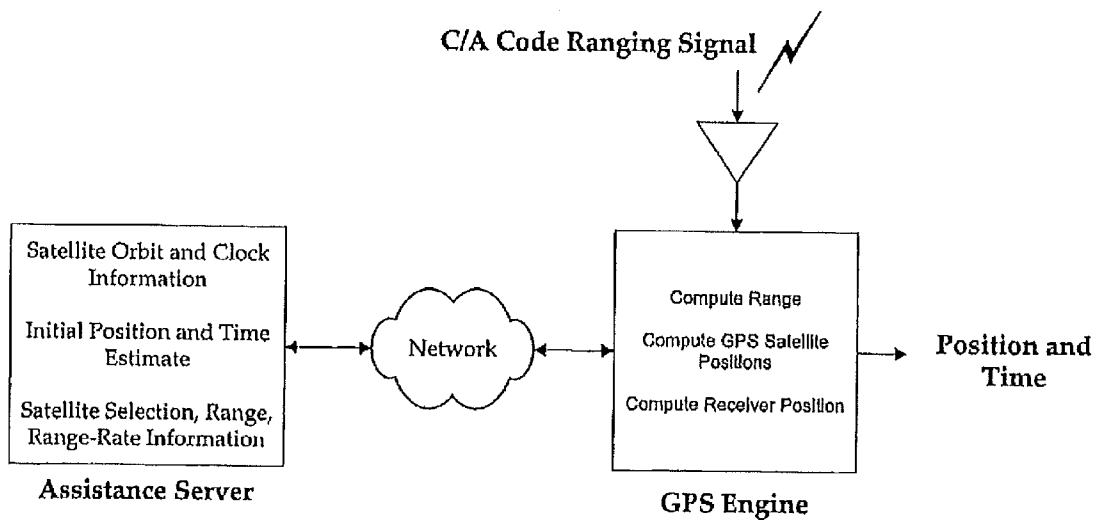 C/A Code Ranging Signal
Satellite Orbit and Clock
Information
Initial Position and Time
Estimate
Satellite Selection, Range,
Range-Rate Information
Assistance Server
Network
Compute Range
Compute GPS Satellite
Positions
Compute Receiver Position
GPS Engine
Position and
Time